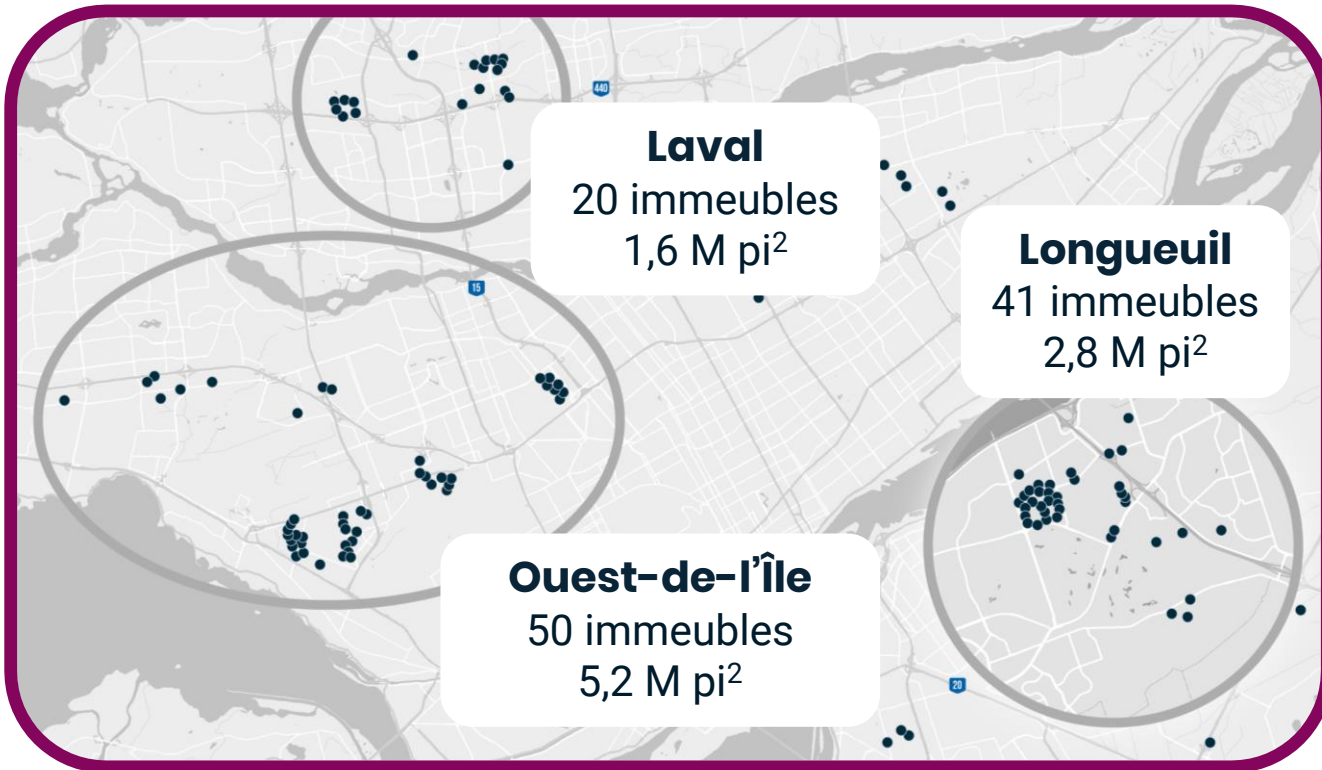 440
Laval
20 immeubles
1,6 M pi²
15
Longueuil
41 immeubles
2,8 M pi²
Ouest-de-l'Île
50 immeubles
5,2 M pi²
20